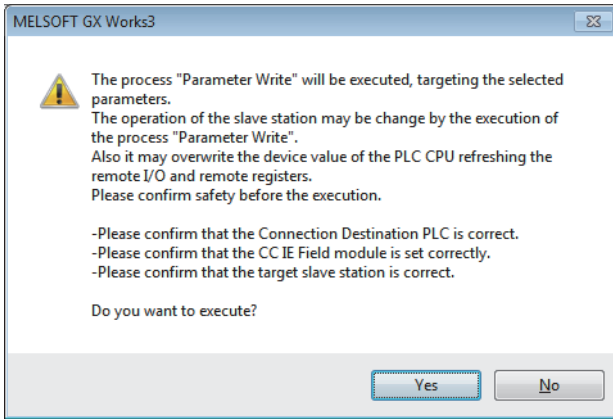 MELSOFT GX Works3
The process "Parameter Write" will be executed, targeting the selected
parameters.
The operation of the slave station may be change by the execution of
the process "Parameter Write".
Also it may overwrite the device value of the PLC CPU refreshing the
remote I/O and remote registers.
Please confirm safety before the execution.
-Please confirm that the Connection Destination PLC is correct.
-Please confirm that the CC IE Field module is set correctly.
-Please confirm that the target slave station is correct.
Do you want to execute?
Yes No